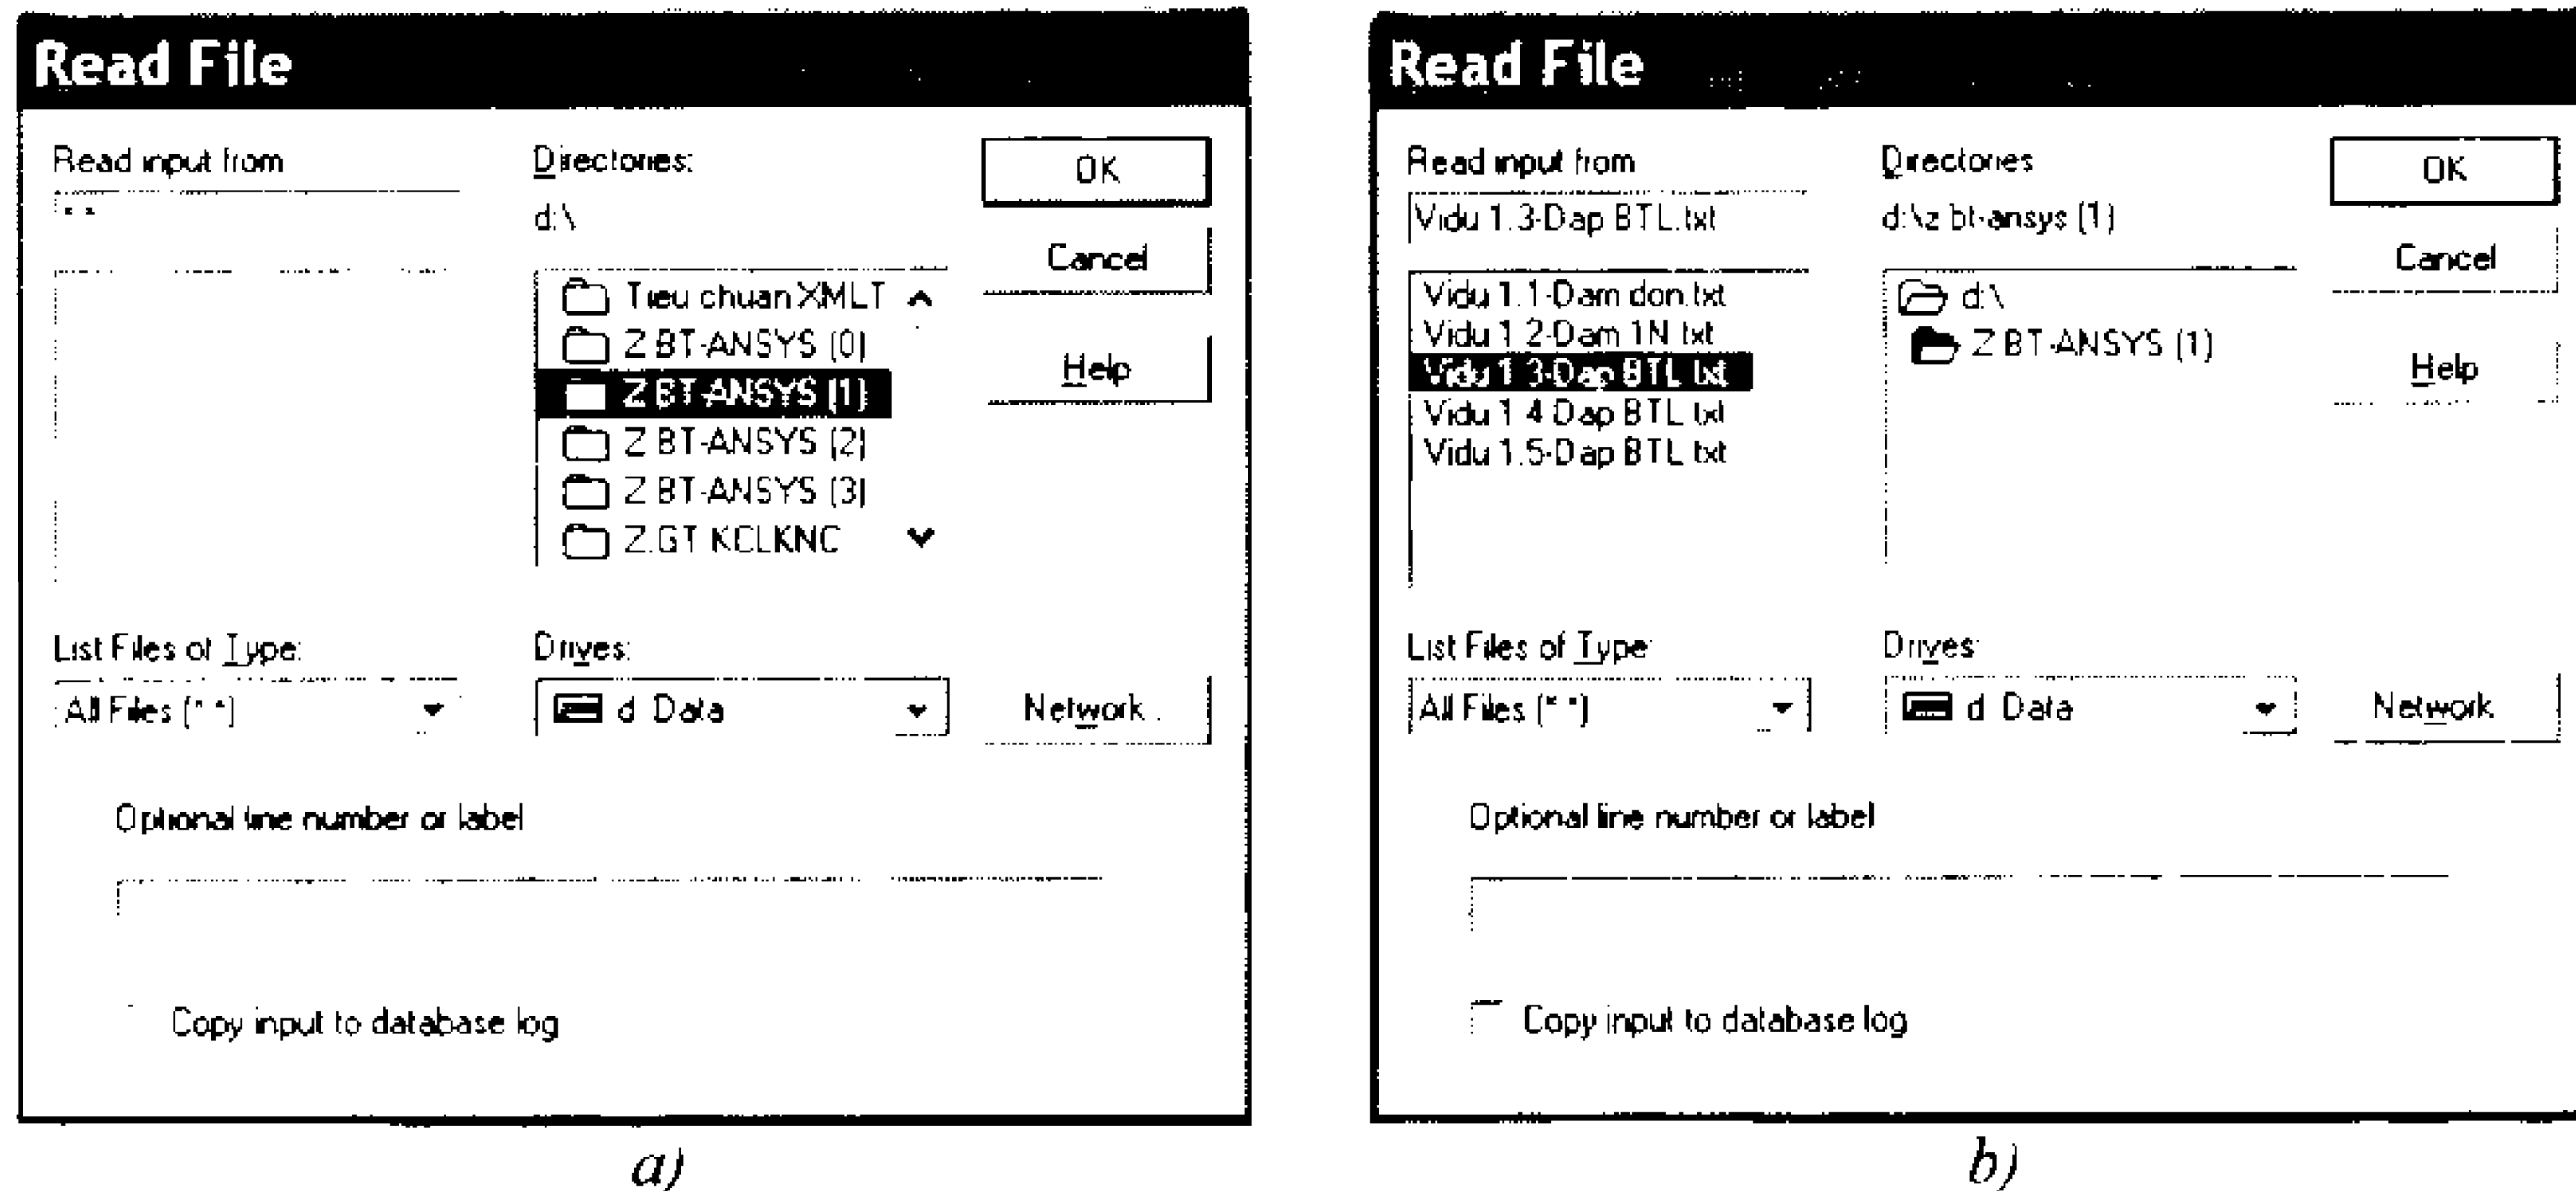 Read File
Read input from
Directories:
OK
* *
d:\
Cancel
Tieu chuan XMLT
Z BT-ANSYS (0)
Z BT-ANSYS (1)
Help
Z BT-ANSYS (2)
Z BT-ANSYS (3)
Z.GT KCLKNC
List Files of Type:
Drives:
All Files (* *)
d Data
Network .
Optional line number or label
Copy input to database log
a)
Read File
Read input from
Directories
OK
Vidu 1.3-Dap BTL.txt
d:\z bt-ansys (1)
Cancel
Vidu 1.1-Dam don.txt
d:\
Vidu 1 2-Dam 1N txt
Z BT-ANSYS (1)
Vidu 1 3-Dap BTL txt
Help
Vidu 1 4-Dap BTL txt
Vidu 1.5-Dap BTL txt
List Files of Type
Drives
All Files (* *)
d Data
Network
Optional line number or label
Copy input to database log
b)